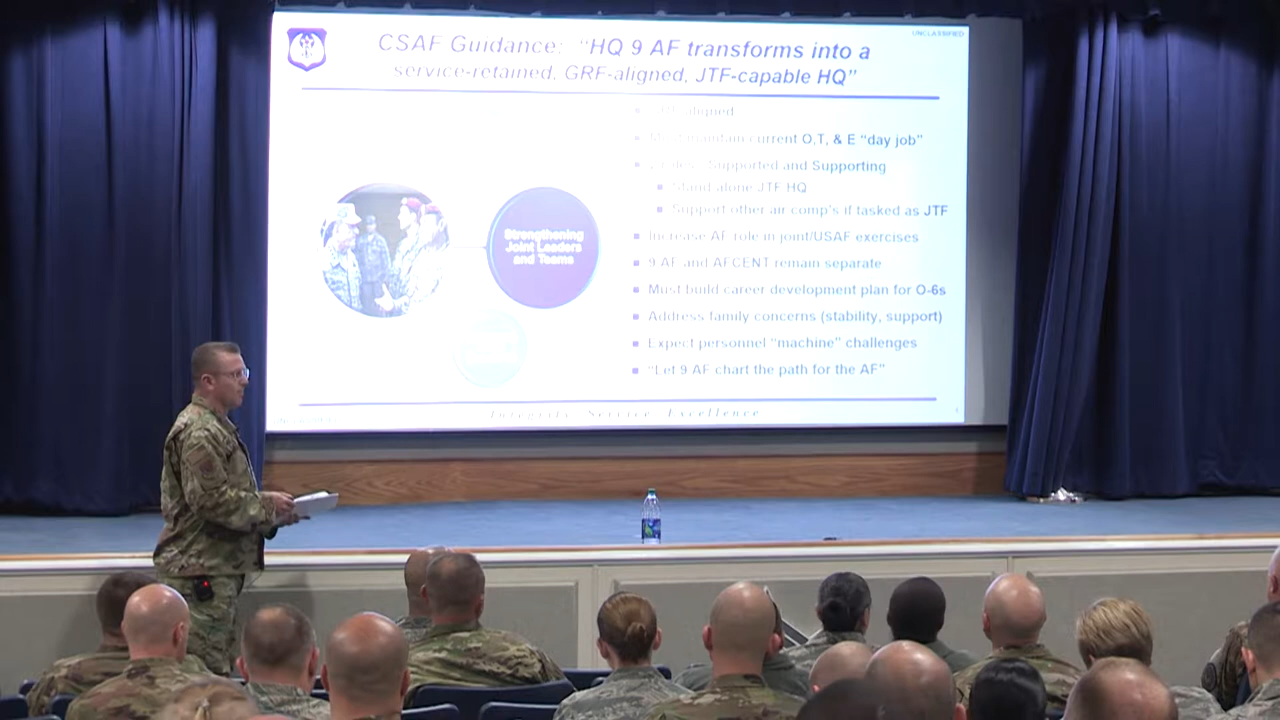 UNCLASSIFIED
CSAF Guidance: "HQ 9 AF transforms into a
service-retained, GRF-aligned, JTF-capable HQ"
aligned
Must maintain current O,T, & E "day job"
Supported and Supporting
Stand alone JTF HQ
Support other air comp's if tasked as JTF
Increase AF role in joint/USAF exercises
9 AF and AFCENT remain separate
Must build career development plan for O-6s
Address family concerns (stability, support)
Expect personnel "machine" challenges
"Let 9 AF chart the path for the AF"
Strengthening
Joint Leaders
and Teams
Integrity Service Excellence